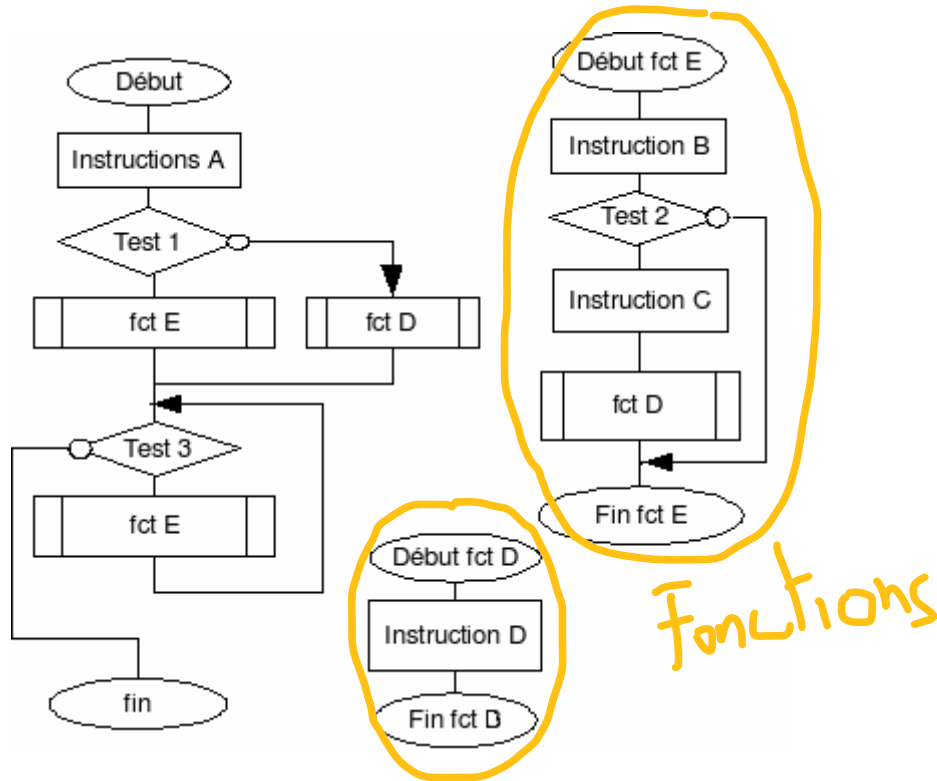 Début
Instructions A
Test 1
fct E
fct D
Test 3
fct E
fin
Début fct E
Instruction B
Test 2
Instruction C
fct D
Fin fct E
Début fct D
Instruction D
Fin fct D
Fonctions